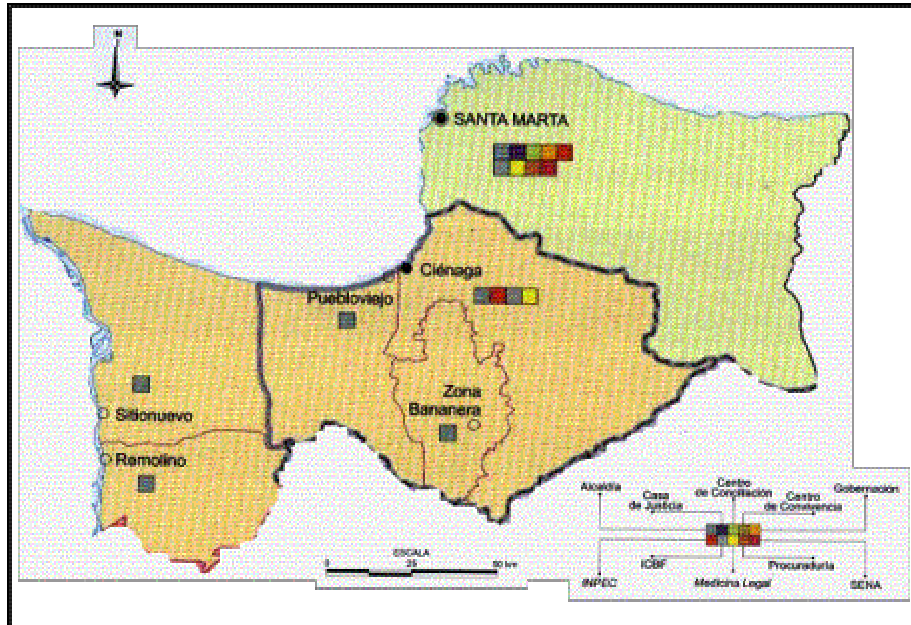 N
SANTA MARTA
Ciénaga
Puebloviejo
Zona
Bananera
Sitionuevo
Remolino
Alcaldía
Casa
de Justicia
Centro
de Conciliación
Centro
de Convivencia
Gobernación
ESCALA
0 25 50 km
INPEC
ICBF
Medicina Legal
Procuraduría
SENA